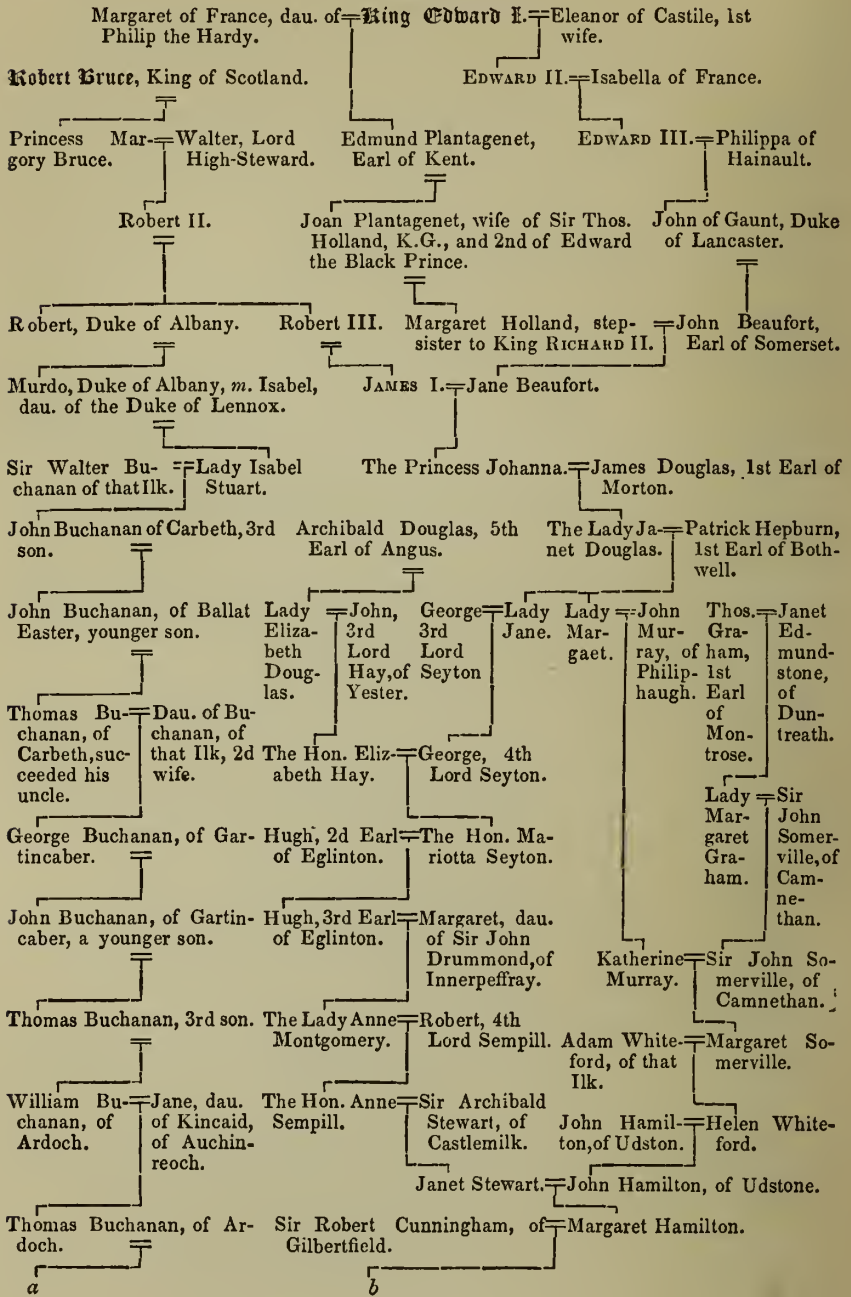 Margaret of France, dau. of King Edward I. Eleanor of Castile, 1st
Philip the Hardy. wife.
Robert Bruce, King of Scotland. EDWARD II. Isabella of France.
Princess Mar- Walter, Lord Edmund Plantagenet, EDWARD III. Philippa of
gory Bruce. High-Steward. Earl of Kent. Hainault.
Robert II. Joan Plantagenet, wife of Sir Thos. John of Gaunt, Duke
Holland, K.G., and 2nd of Edward of Lancaster.
the Black Prince.
Robert, Duke of Albany. Robert III. Margaret Holland, step- John Beaufort,
sister to King RICHARD II. Earl of Somerset.
Murdo, Duke of Albany, m. Isabel, JAMES I. Jane Beaufort.
dau. of the Duke of Lennox.
Sir Walter Bu- Lady Isabel The Princess Johanna. James Douglas, 1st Earl of
chanan of that Ilk. Stuart. Morton.
John Buchanan of Carbeth, 3rd Archibald Douglas, 5th The Lady Ja- Patrick Hepburn,
son. Earl of Angus. net Douglas. 1st Earl of Both-
well.
John Buchanan, of Ballat Lady John, George Lady Lady John Thos. Janet
Easter, younger son. Eliza- 3rd 3rd Jane. Mar- Mur- Gra- Ed-
beth Lord Lord gaet. ray, of ham, mund-
Doug- Hay, of Seyton Philip- 1st stone,
las. Yester. haugh. Earl of
Thomas Bu- Dau. of Bu- of Dun-
chanan, of chanan, of Mon- treath.
Carbeth, suc- that Ilk, 2d The Hon. Eliz- George, 4th trose.
ceeded his wife. abeth Hay. Lord Seyton.
uncle. Lady Sir
Mar- John
George Buchanan, of Gar- Hugh, 2d Earl The Hon. Ma- garet Somer-
tincaber. of Eglinton. riotta Seyton. Gra- ville, of
ham. Cam-
ne-
John Buchanan, of Gartin- Hugh, 3rd Earl Margaret, dau. than.
caber, a younger son. of Eglinton. of Sir John
Drummond, of Katherine Sir John So-
Innerpeffray. Murray. merville, of
Camnethan.
Thomas Buchanan, 3rd son. The Lady Anne Robert, 4th
Montgomery. Lord Sempill. Adam White- Margaret So-
ford, of that merville.
Ilk.
William Bu- Jane, dau. The Hon. Anne Sir Archibald
chanan, of of Kincaid, Sempill. Stewart, of John Hamil- Helen White-
Ardoch. of Auchin- Castlemilk. ton, of Udston. ford.
reoch.
Janet Stewart. John Hamilton, of Udstone.
Thomas Buchanan, of Ar- Sir Robert Cunningham, of Margaret Hamilton.
doch. Gilbertfield.
a b